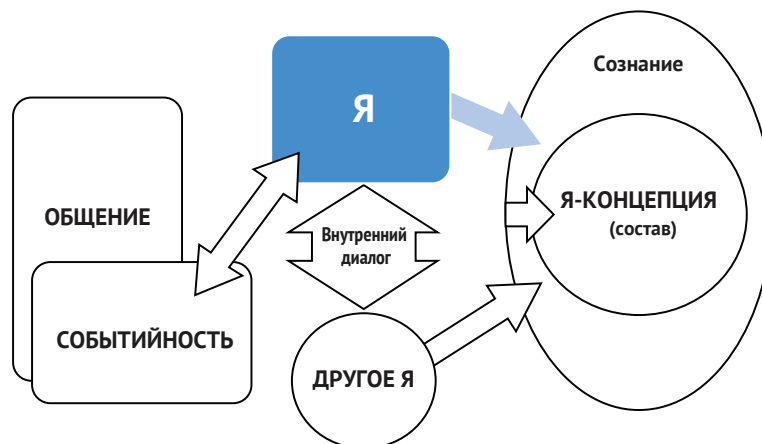 Я
Сознание
ОБЩЕНИЕ
Я-КОНЦЕПЦИЯ
(состав)
Внутренний
диалог
СОБЫТИЙНОСТЬ
ДРУГОЕ Я